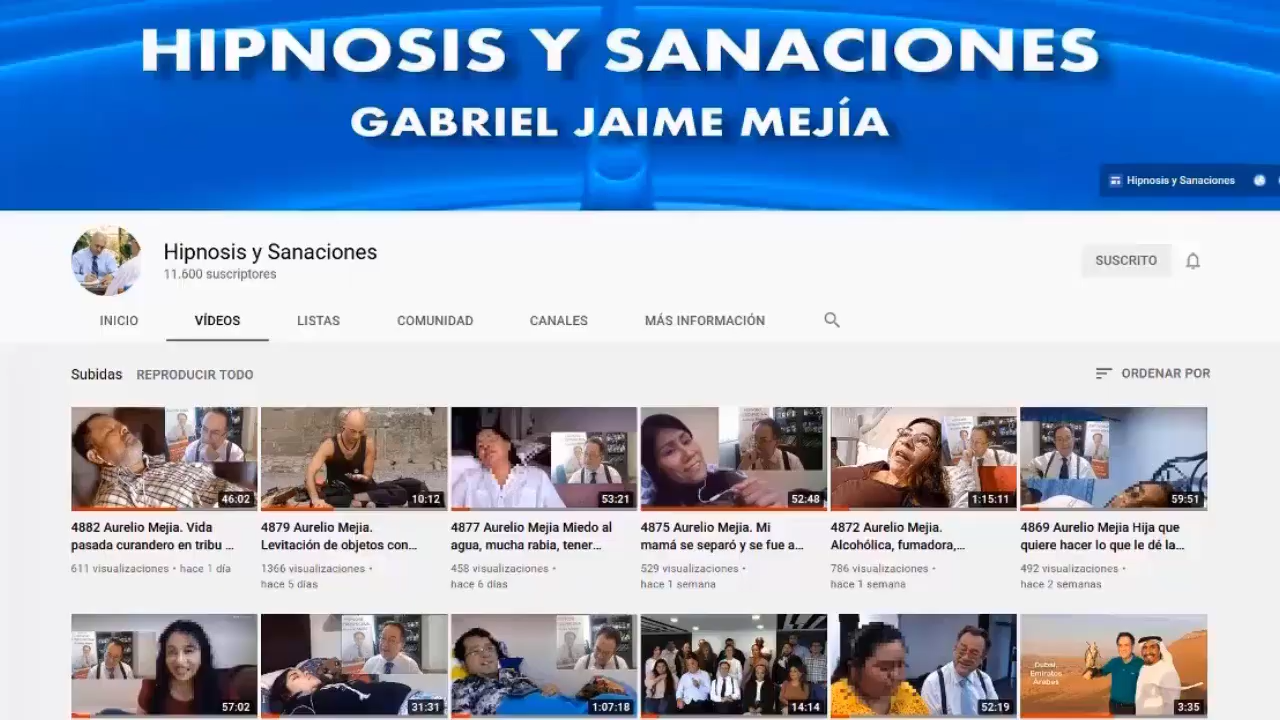 HIPNOSIS Y SANACIONES
GABRIEL JAIME MEJÍA
Hipnosis y Sanaciones
Hipnosis y Sanaciones
11.600 suscriptores
SUSCRITO
INICIO VÍDEOS LISTAS COMUNIDAD CANALES MÁS INFORMACIÓN
Subidas REPRODUCIR TODO
ORDENAR POR
46:02
10:12
53:21
52:48
1:15:11
59:51
4882 Aurelio Mejia. Vida
pasada curandero en tribu ...
611 visualizaciones • hace 1 día
4879 Aurelio Mejia.
Levitación de objetos con...
1366 visualizaciones •
hace 5 días
4877 Aurelio Mejia Miedo al
agua, mucha rabia, tener...
458 visualizaciones •
hace 6 días
4875 Aurelio Mejia. Mi
mamá se separó y se fue a...
529 visualizaciones •
hace 1 semana
4872 Aurelio Mejia.
Alcohólica, fumadora,...
786 visualizaciones •
hace 1 semana
4869 Aurelio Mejia Hija que
quiere hacer lo que le dé la...
492 visualizaciones •
hace 2 semanas
57:02
31:31
1:07:18
14:14
52:19
Dubai,
Emiratos
Arabes
3:35